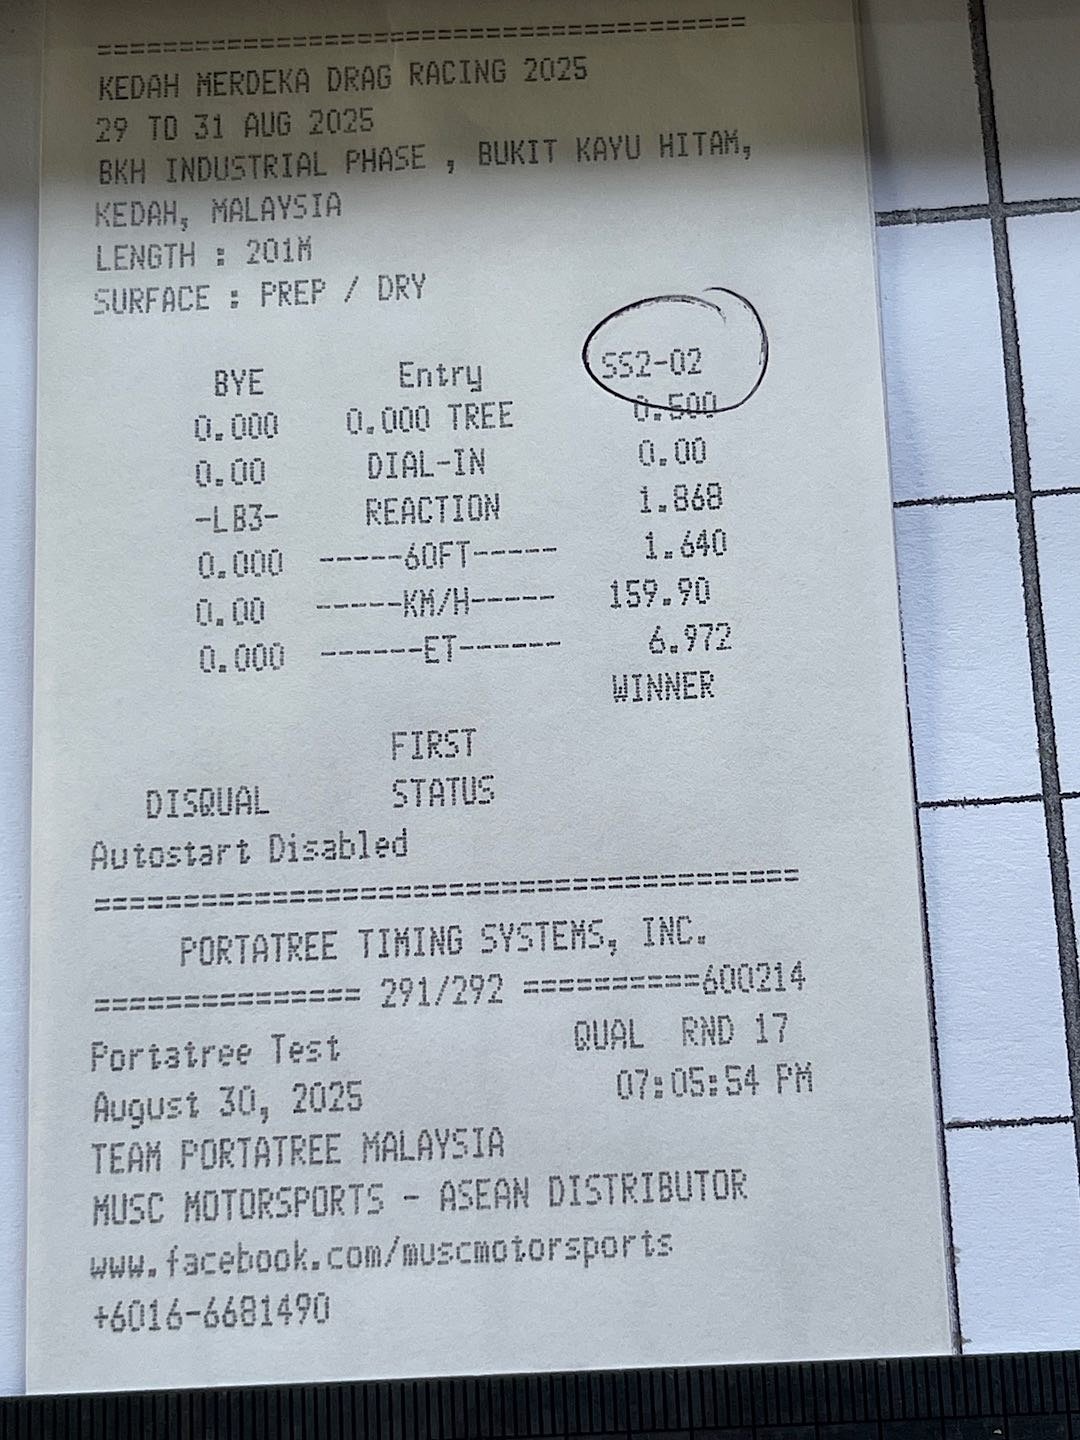 =====================================
KEDAH MERDEKA DRAG RACING 2025
29 TO 31 AUG 2025
BKH INDUSTRIAL PHASE , BUKIT KAYU HITAM,
KEDAH, MALAYSIA
LENGTH : 201M
SURFACE : PREP / DRY
BYE Entry SS2-02
0.000 0.000 TREE 0.500
0.00 DIAL-IN 0.00
-LB3- REACTION 1.868
0.000 -----60FT----- 1.640
0.00 -----KM/H----- 159.90
0.000 ------ET------ 6.972
WINNER
FIRST
DISQUAL STATUS
Autostart Disabled
========================================
PORTATREE TIMING SYSTEMS, INC.
=============== 291/292 ==========600214
Portatree Test QUAL RND 17
August 30, 2025 07:05:54 PM
TEAM PORTATREE MALAYSIA
MUSC MOTORSPORTS - ASEAN DISTRIBUTOR
www.facebook.com/muscmotorsports
+6016-6681490